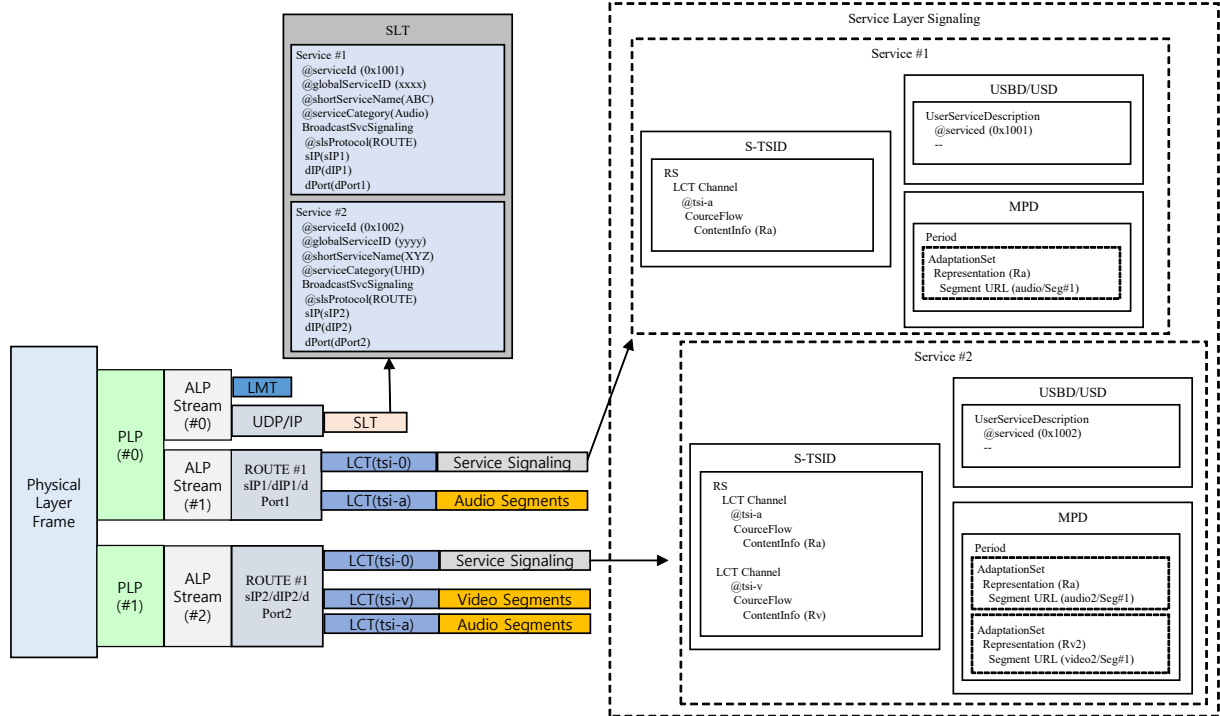 SLT
Service #1
@serviceId (0x1001)
@globalServiceID (xxxx)
@shortServiceName(ABC)
@serviceCategory(Audio)
BroadcastSvcSignaling
@slsProtocol(ROUTE)
sIP(sIP1)
dIP(dIP1)
dPort(dPort1)
Service #2
@serviceId (0x1002)
@globalServiceID (yyyy)
@shortServiceName(XYZ)
@serviceCategory(UHD)
BroadcastSvcSignaling
@slsProtocol(ROUTE)
sIP(sIP2)
dIP(dIP2)
dPort(dPort2)
Physical
Layer
Frame
PLP
(#0)
ALP
Stream
(#0)
LMT
UDP/IP
SLT
ALP
Stream
(#1)
ROUTE #1
sIP1/dIP1/d
Port1
LCT(tsi-0)
Service Signaling
LCT(tsi-a)
Audio Segments
PLP
(#1)
ALP
Stream
(#2)
ROUTE #1
sIP2/dIP2/d
Port2
LCT(tsi-0)
Service Signaling
LCT(tsi-v)
Video Segments
LCT(tsi-a)
Audio Segments
Service Layer Signaling
Service #1
S-TSID
RS
LCT Channel
@tsi-a
CourceFlow
ContentInfo (Ra)
USBD/USD
UserServiceDescription
@serviced (0x1001)
--
MPD
Period
AdaptationSet
Representation (Ra)
Segment URL (audio/Seg#1)
Service #2
S-TSID
RS
LCT Channel
@tsi-a
CourceFlow
ContentInfo (Ra)
LCT Channel
@tsi-v
CourceFlow
ContentInfo (Rv)
USBD/USD
UserServiceDescription
@serviced (0x1002)
--
MPD
Period
AdaptationSet
Representation (Ra)
Segment URL (audio2/Seg#1)
AdaptationSet
Representation (Rv2)
Segment URL (video2/Seg#1)